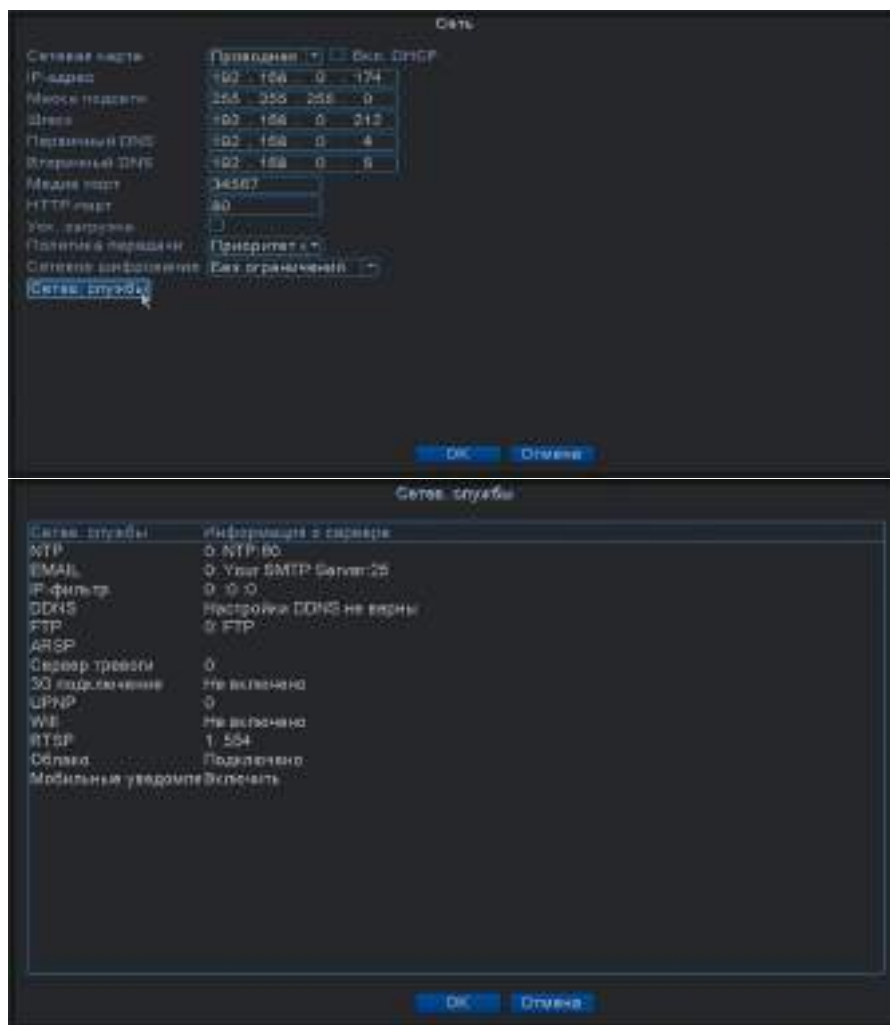 Сеть
Сетевая карта Проводная Вкл. DHCP
IP-адрес 192 . 168 . 0 . 174
Маска подсети 255 . 255 . 255 . 0
Шлюз 192 . 168 . 0 . 212
Первичный DNS 192 . 168 . 0 . 4
Вторичный DNS 192 . 168 . 0 .
Медиа порт 34567
HTTP-порт 80
Уск. загрузка
Политика передачи Приоритет
Сетевое шифрование Без ограничений
Сетев. службы
OK Отмена
Сетев. службы
Сетев. службы Информация о сервере
NTP 0: NTP:
EMAIL 0: Your SMTP Server:25
IP-фильтр 0: 0: 0
DDNS Настройки DDNS не верны
FTP 0: FTP
ARSP
Сервер тревоги 0:
3G подключение Не включено
UPNP 0
Wifi Не включено
RTSP 1: 554
Облако Подключено
Мобильные уведомле Включить
OK Отмена